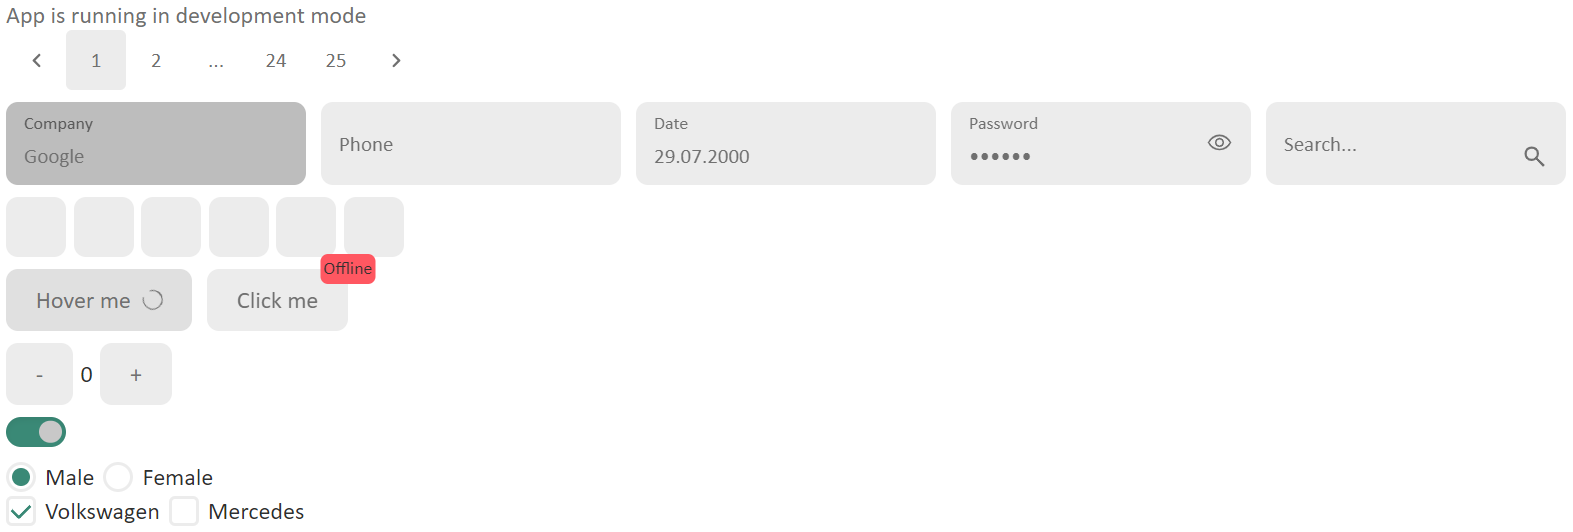 App is running in development mode
1 2 ... 24 25
Company
Google
Phone
Date
29.07.2000
Password
••••••
Search...
Offline
Hover me
Click me
- 0 +
Male Female
Volkswagen Mercedes